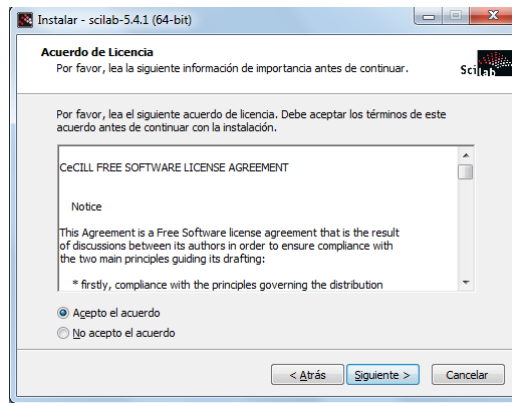 Instalar - scilab-5.4.1 (64-bit)
Acuerdo de Licencia
Por favor, lea la siguiente información de importancia antes de continuar.
Scilab
Por favor, lea el siguiente acuerdo de licencia. Debe aceptar los términos de este
acuerdo antes de continuar con la instalación.
CeCILL FREE SOFTWARE LICENSE AGREEMENT
Notice
This Agreement is a Free Software license agreement that is the result
of discussions between its authors in order to ensure compliance with
the two main principles guiding its drafting:
* firstly, compliance with the principles governing the distribution
Acepto el acuerdo
No acepto el acuerdo
< Atrás
Siguiente >
Cancelar